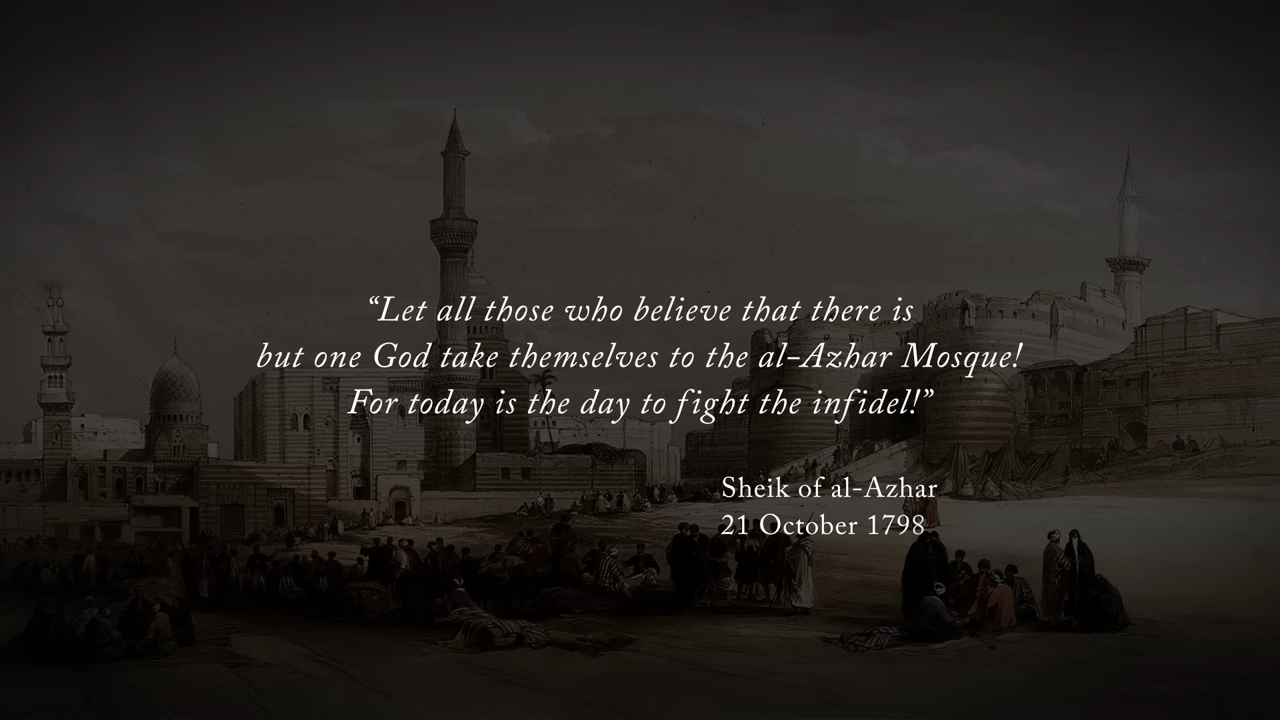 “Let all those who believe that there is
but one God take themselves to the al-Azhar Mosque!
For today is the day to fight the infidel!”
Sheik of al-Azhar
21 October 1798